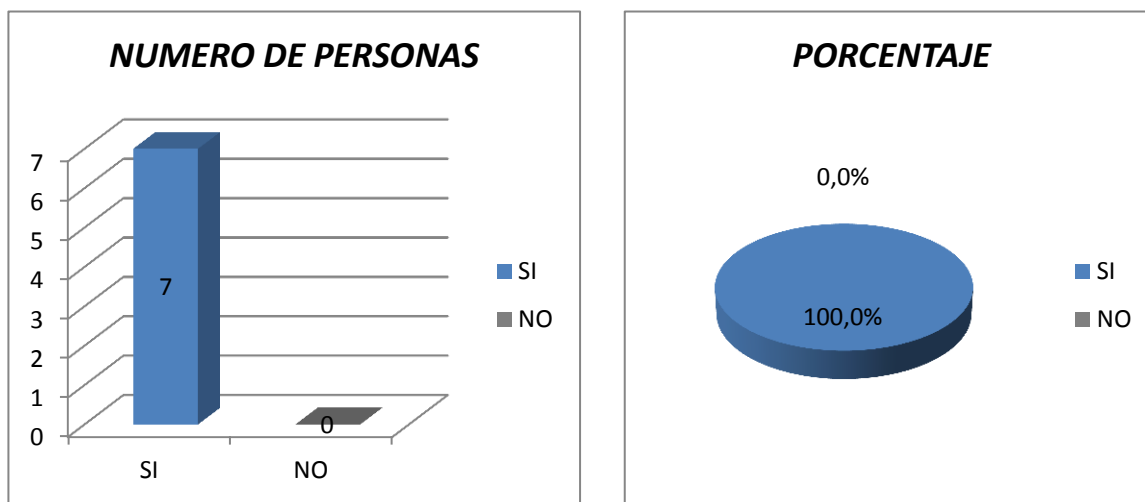 NUMERO DE PERSONAS
7
6
5
4
3
2
1
0
7
0
SI
NO
SI
NO
PORCENTAJE
0,0%
100,0%
SI
NO